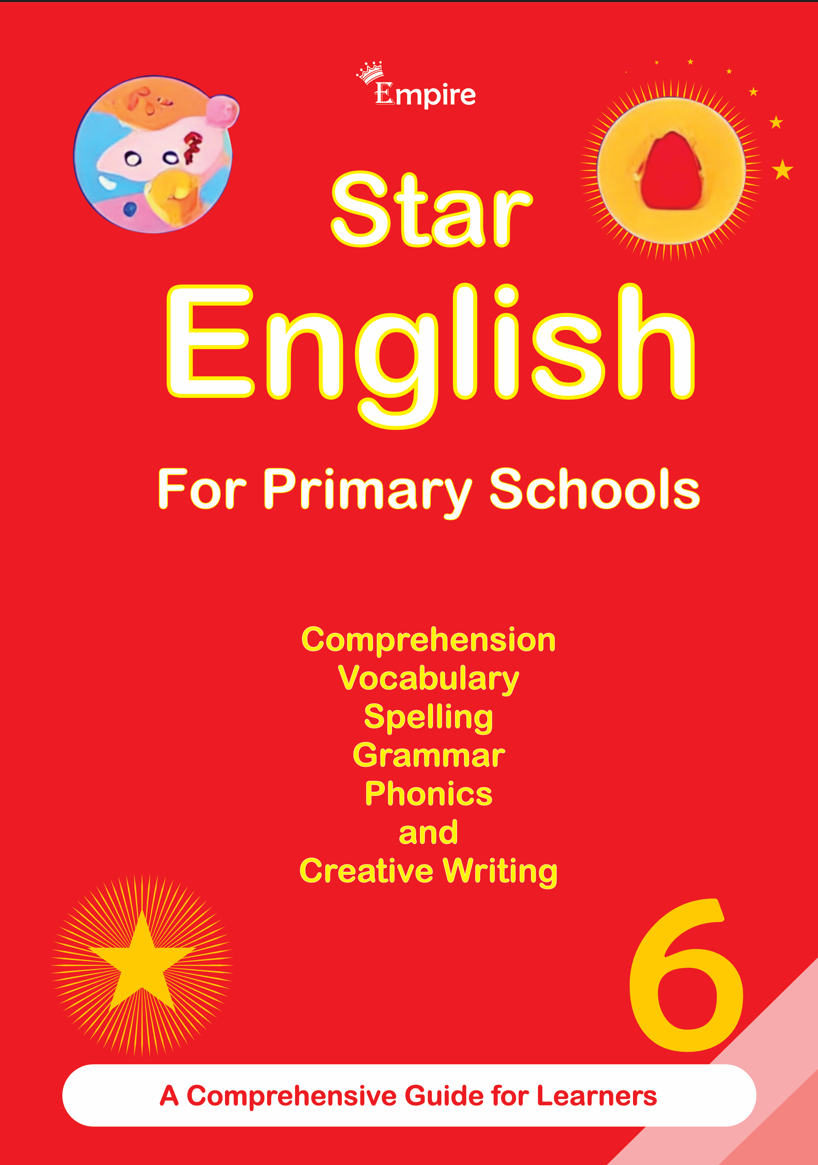 Empire
Star
English
For Primary Schools
Comprehension
Vocabulary
Spelling
Grammar
Phonics
and
Creative Writing
6
A Comprehensive Guide for Learners